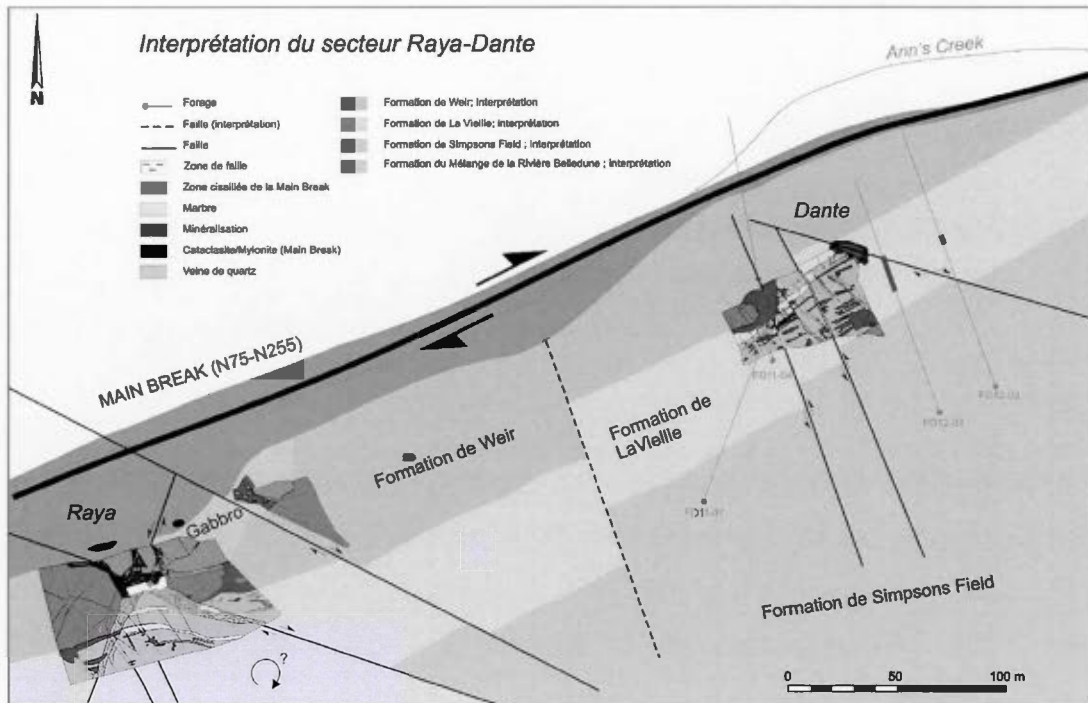 Interprétation du secteur Raya-Dante
N
Forage
Faille (interprétation)
Faille
Zone de faille
Zone cisaillée de la Main Break
Marbre
Minéralisation
Cataclasite/Mylonite (Main Break)
Veine de quartz
Formation de Weir; interprétation
Formation de La Vieille; interprétation
Formation de Simpsons Field ; interprétation
Formation du Mélange de la Rivière Belledune ; interprétation
Ann's Creek
Dante
MAIN BREAK (N75-N255)
Formation de Weir
Formation de
LaVieille
Raya
Gabbro
Formation de Simpsons Field
?
0 50 100 m